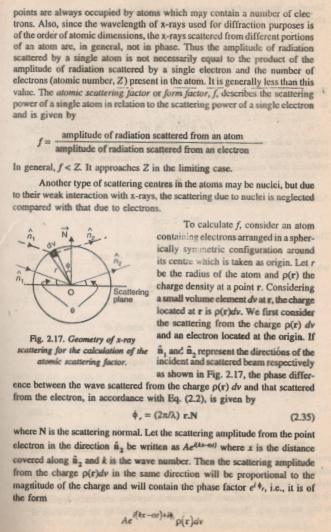 points are always occupied by atoms which may contain a number of elec-
trons. Also, since the wavelength of x-rays used for diffraction purposes is
of the order of atomic dimensions, the x-rays scattered from different portions
of an atom are, in general, not in phase. Thus the amplitude of radiation
scattered by a single atom is not necessarily equal to the product of the
amplitude of radiation scattered by a single electron and the number of
electrons (atomic number, Z) present in the atom. It is generally less than this
value. The atomic scattering factor or form factor, f, describes the scattering
power of a single atom in relation to the scattering power of a single electron
and is given by
f = amplitude of radiation scattered from an atom
amplitude of radiation scattered from an electron
In general, f < Z. It approaches Z in the limiting case.
Another type of scattering centres in the atoms may be nuclei, but due
to their weak interaction with x-rays, the scattering due to nuclei is neglected
compared with that due to electrons.
n̂₁ dv N n̂₂
n̂₁ r n̂₂
φ
O
θ θ
Scattering
plane
Fig. 2.17. Geometry of x-ray
scattering for the calculation of the
atomic scattering factor.
To calculate f, consider an atom
containing electrons arranged in a spher-
ically symmetric configuration around
its centre which is taken as origin. Let r
be the radius of the atom and ρ(r) the
charge density at a point r. Considering
a small volume element dv at r, the charge
located at r is ρ(r)dv. We first consider
the scattering from the charge ρ(r) dv
and an electron located at the origin. If
n̂₁ and n̂₂ represent the directions of the
incident and scattered beam respectively
as shown in Fig. 2.17, the phase differ-
ence between the wave scattered from the charge ρ(r) dv and that scattered
from the electron, in accordance with Eq. (2.2), is given by
ϕᵣ = (2π/λ) r.N (2.35)
where N is the scattering normal. Let the scattering amplitude from the point
electron in the direction n̂₂ be written as Ae^i(kx-ωt) where x is the distance
covered along n̂₂ and k is the wave number. Then the scattering amplitude
from the charge ρ(r)dv in the same direction will be proportional to the
magnitude of the charge and will contain the phase factor e^iϕᵣ, i.e., it is of
the form
Ae^i(kx-ωt)+iϕᵣ ρ(r)dv